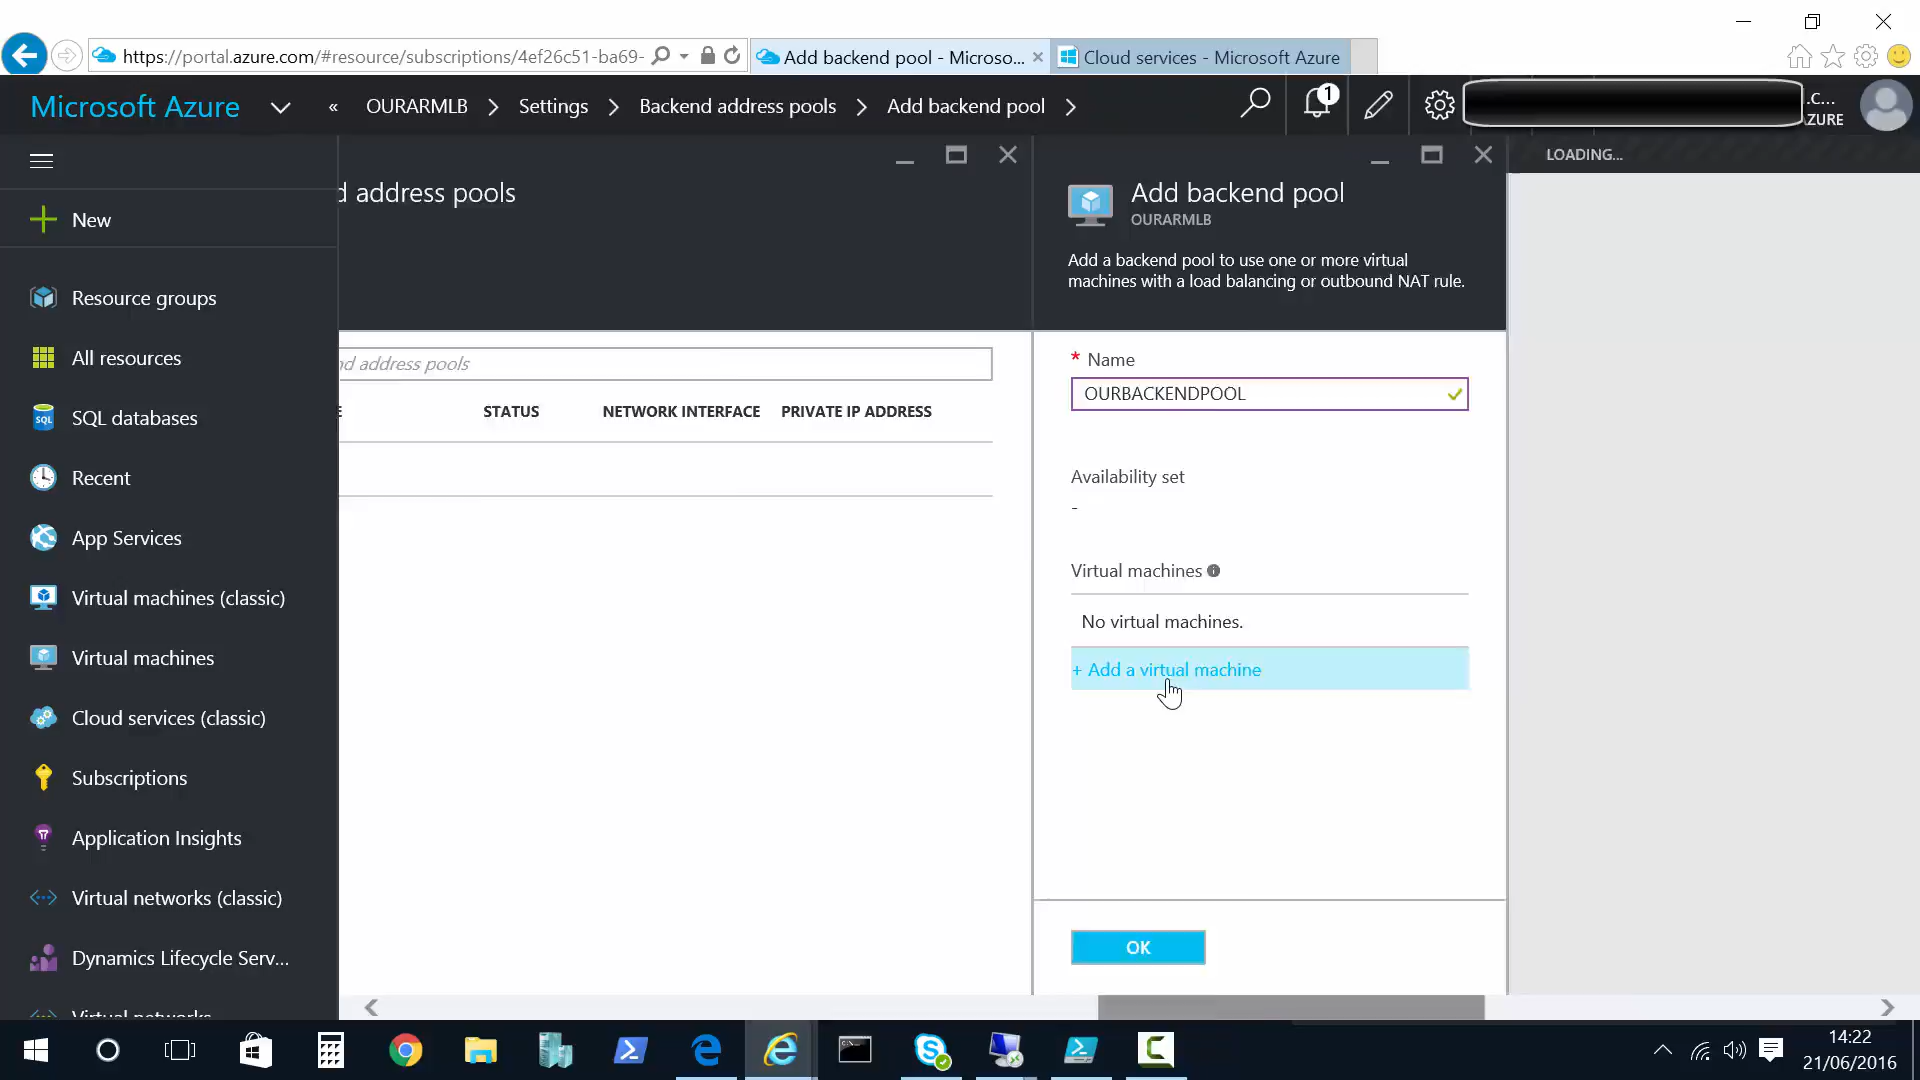 https://portal.azure.com/#resource/subscriptions/4ef26c51-ba69-
Add backend pool - Microso...
Cloud services - Microsoft Azure
Microsoft Azure
«
OURARMLB
Settings
Backend address pools
Add backend pool
1
.C...
AZURE
d address pools
Add backend pool
OURARMLB
Add a backend pool to use one or more virtual
machines with a load balancing or outbound NAT rule.
LOADING...
New
Resource groups
All resources
SQL databases
Recent
App Services
Virtual machines (classic)
Virtual machines
Cloud services (classic)
Subscriptions
Application Insights
Virtual networks (classic)
Dynamics Lifecycle Serv...
Virtual networks
nd address pools
E
STATUS
NETWORK INTERFACE
PRIVATE IP ADDRESS
* Name
OURBACKENDPOOL
Availability set
-
Virtual machines
No virtual machines.
+ Add a virtual machine
OK
14:22
21/06/2016